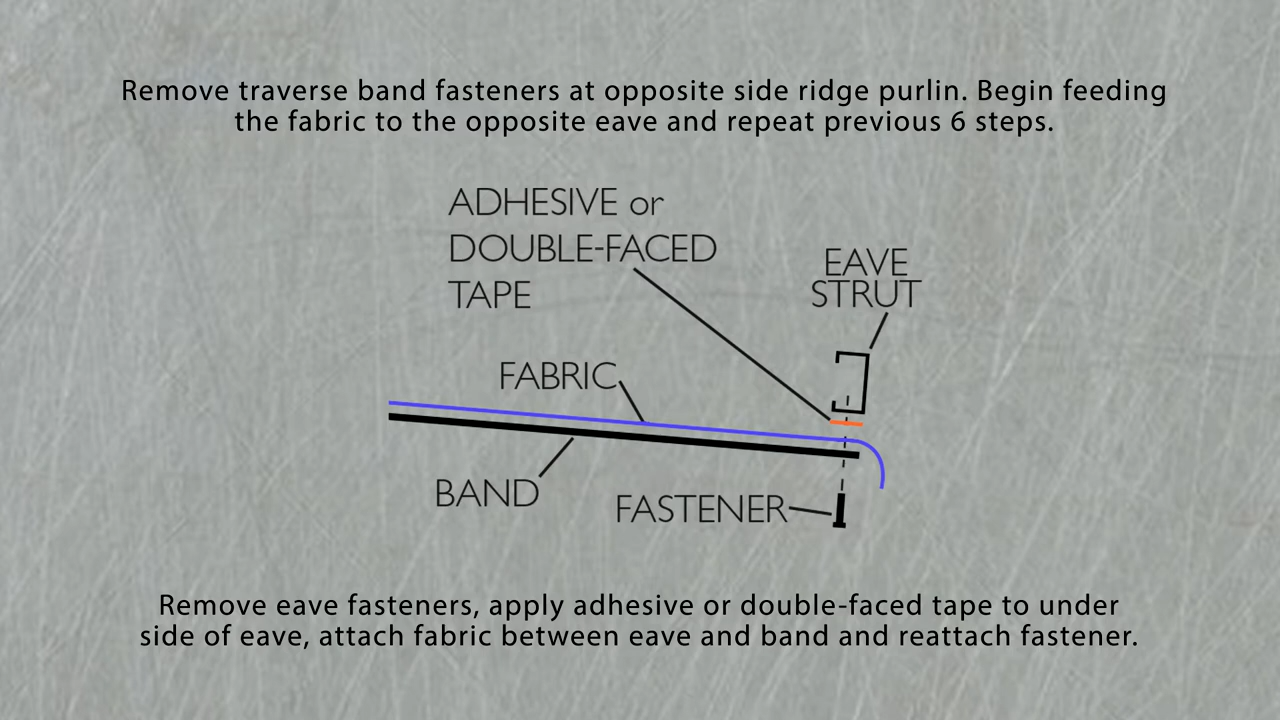 Remove traverse band fasteners at opposite side ridge purlin. Begin feeding
the fabric to the opposite eave and repeat previous 6 steps.
ADHESIVE or
DOUBLE-FACED
TAPE
EAVE
STRUT
FABRIC
BAND
FASTENER
Remove eave fasteners, apply adhesive or double-faced tape to under
side of eave, attach fabric between eave and band and reattach fastener.